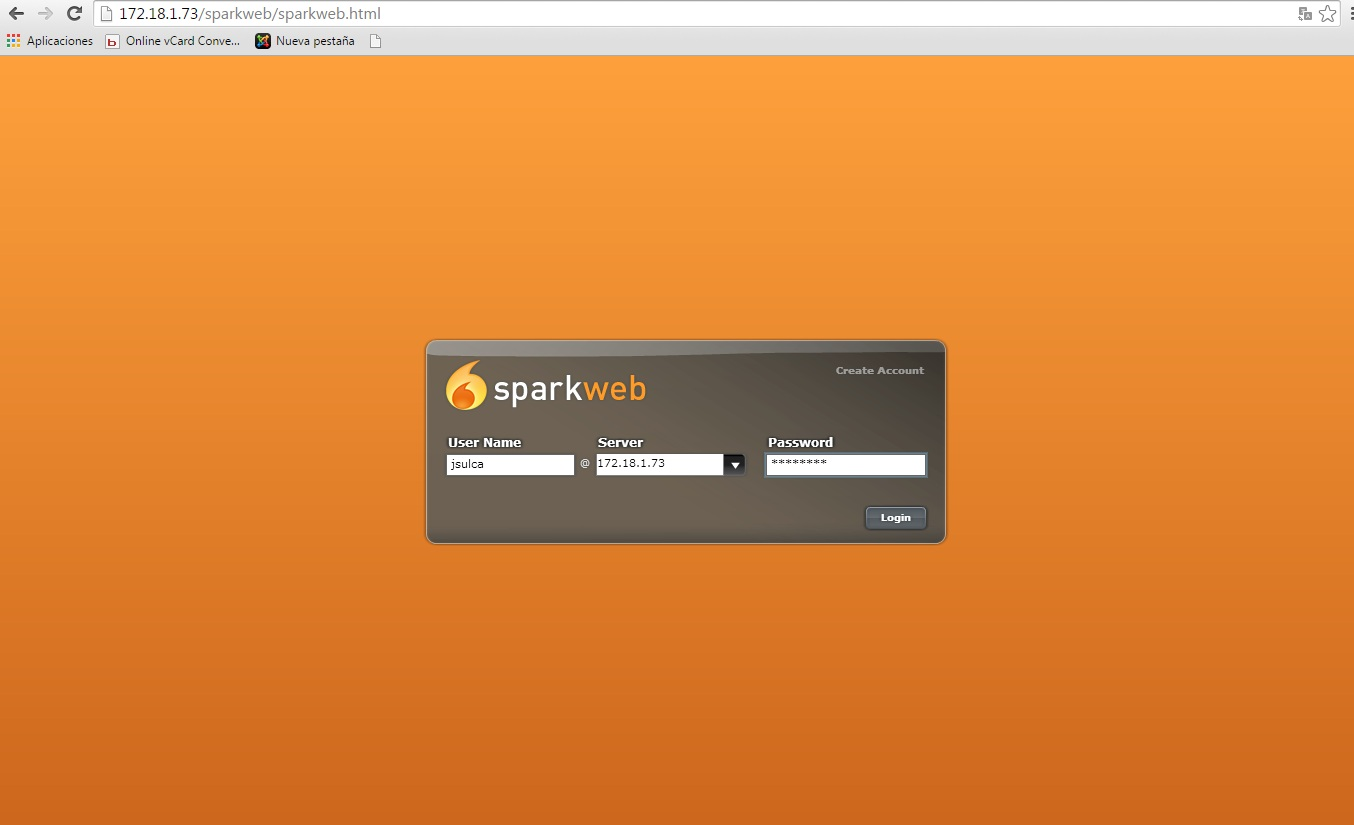 172.18.1.73/sparkweb/sparkweb.html
Aplicaciones Online vCard Conve... Nueva pestaña
sparkweb
Create Account
User Name Server Password
jsulca @ 172.18.1.73 ********
Login